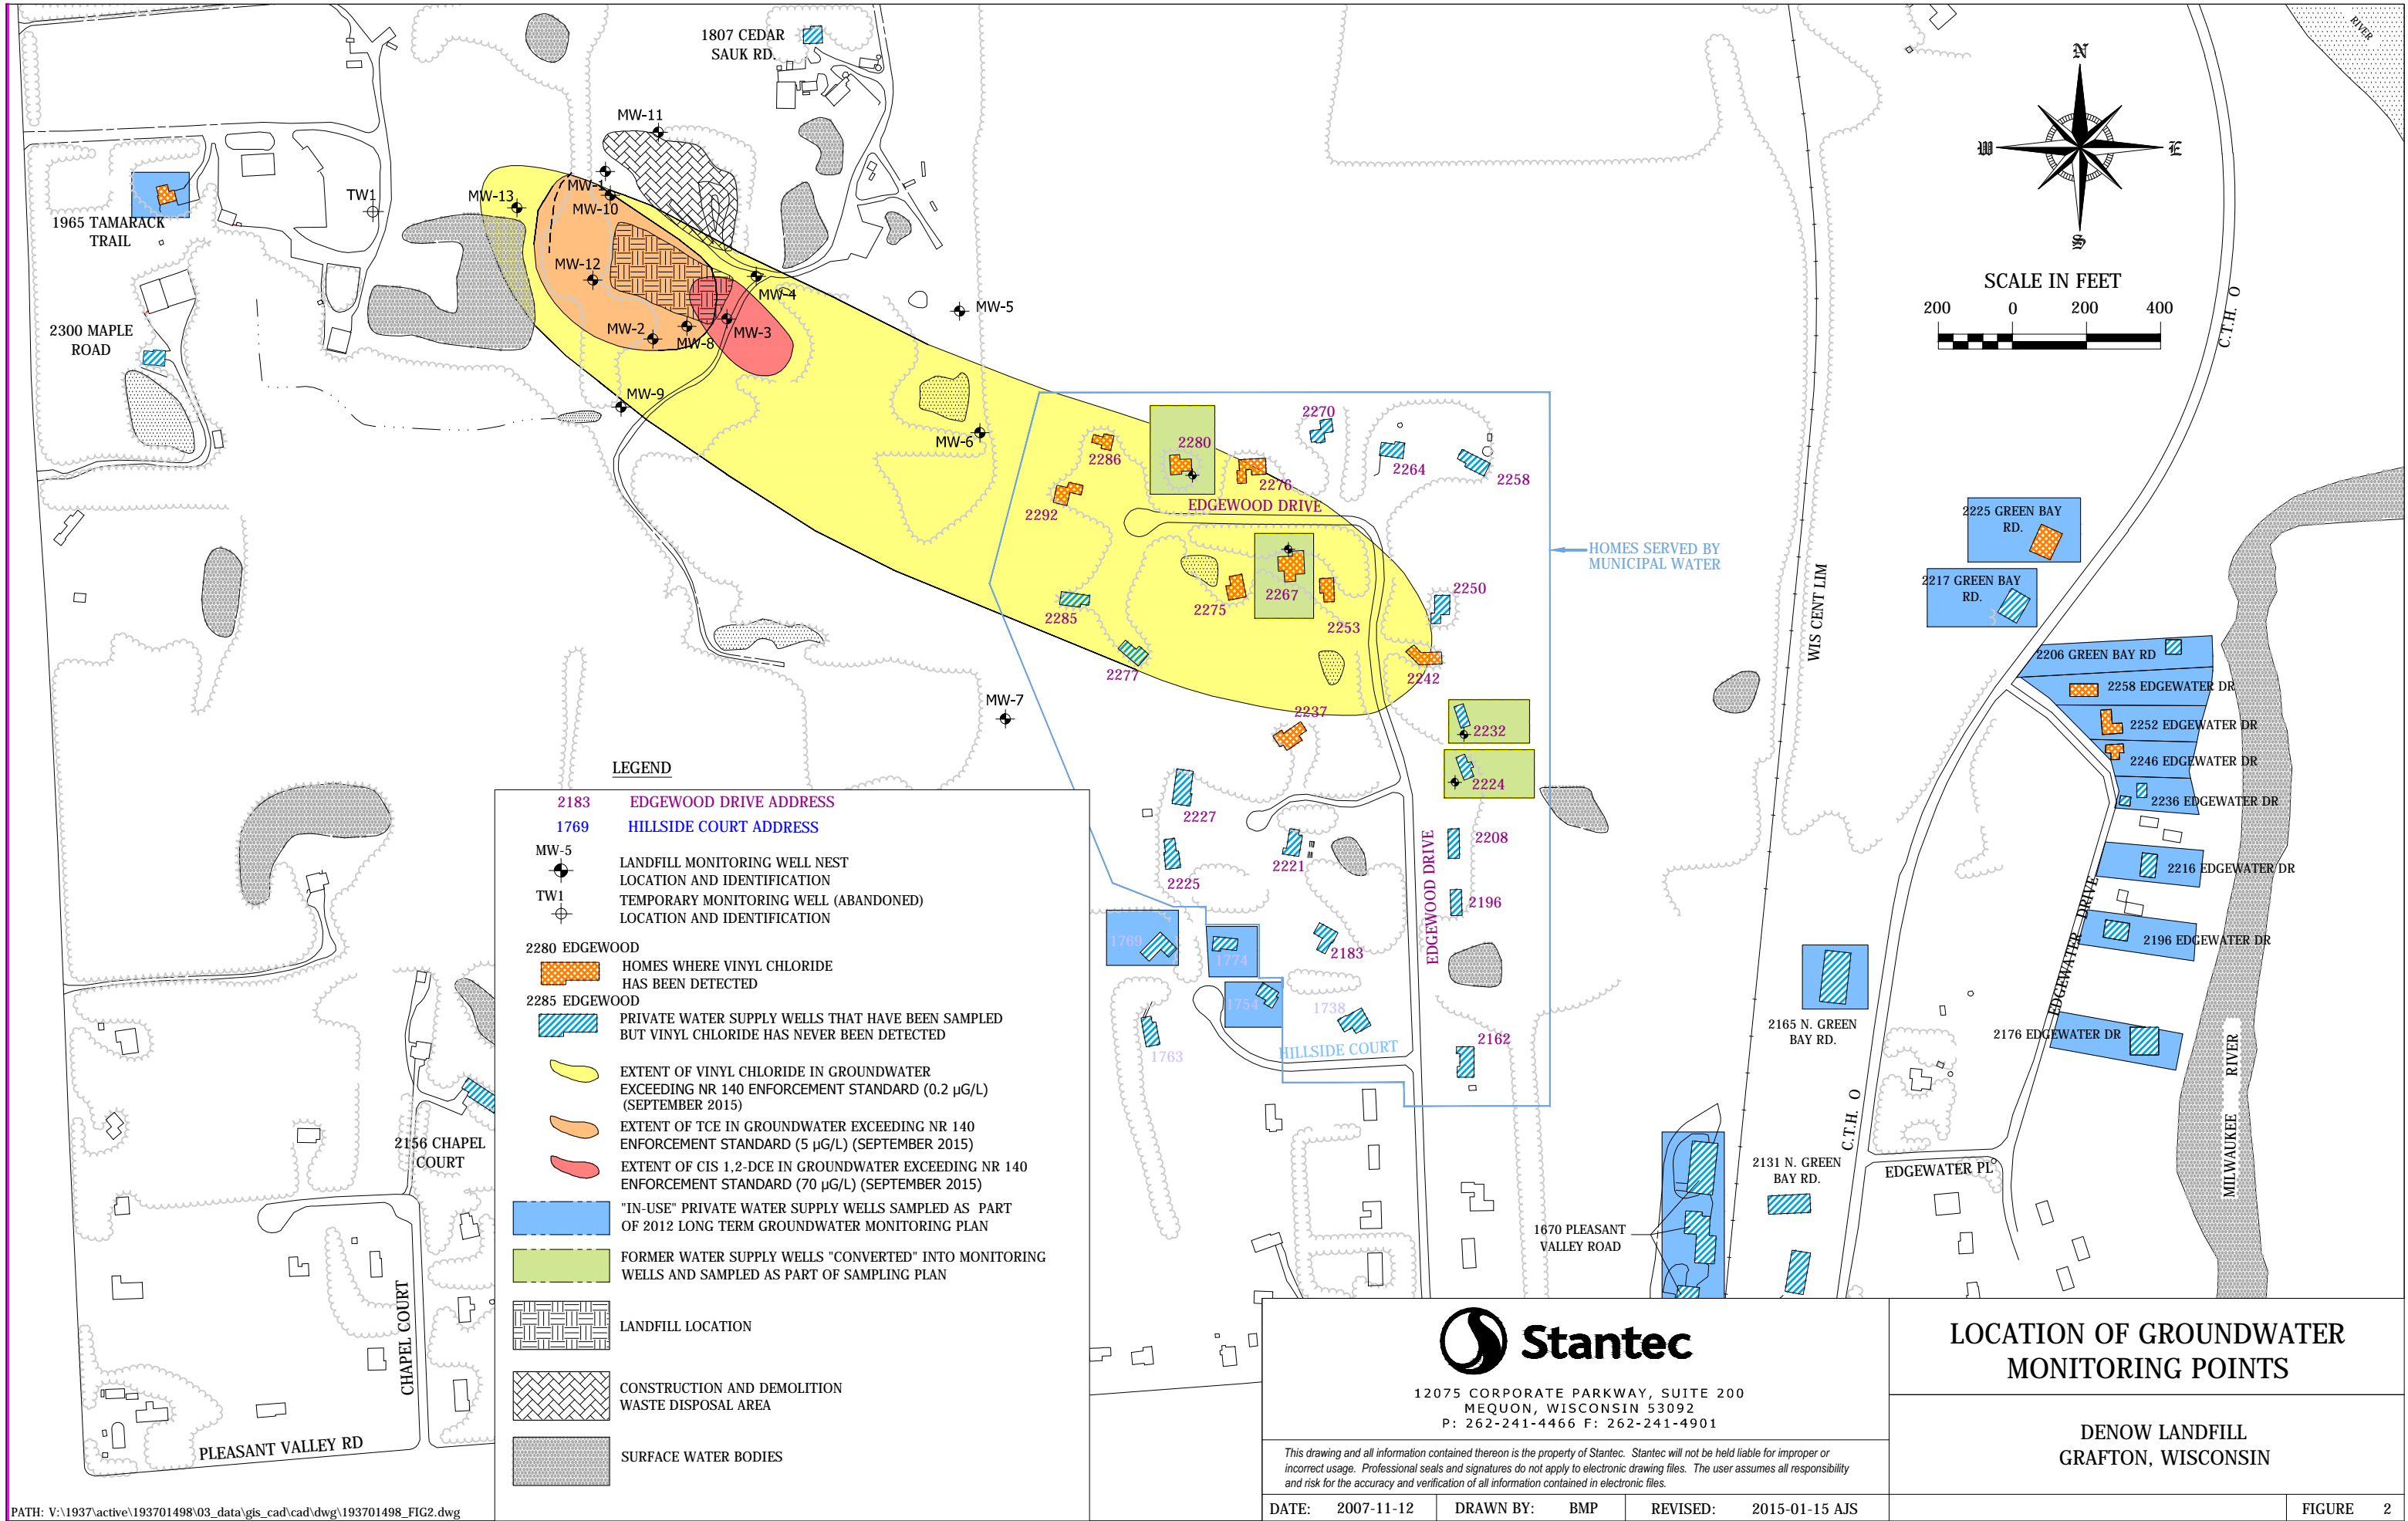 1807 CEDAR
SAUK RD.
RIVER
N
W
E
S
SCALE IN FEET
200 0 200 400
C.T.H. O
MW-11
MW-1
MW-10
MW-13
TW1
1965 TAMARACK
TRAIL
MW-12
MW-4
MW-5
MW-2
MW-3
MW-8
2300 MAPLE
ROAD
MW-9
MW-6
2286
2280
2270
2264
2258
2276
2292
EDGEWOOD DRIVE
HOMES SERVED BY
MUNICIPAL WATER
2225 GREEN BAY
RD.
2217 GREEN BAY
RD.
WIS CENT LIM
2285
2275
2267
2253
2250
2277
2242
2206 GREEN BAY RD
2258 EDGEWATER DR
2252 EDGEWATER DR
2246 EDGEWATER DR
2236 EDGEWATER DR
2216 EDGEWATER DR
2196 EDGEWATER DR
2176 EDGEWATER DR
EDGEWATER DRIVE
MILWAUKEE RIVER
MW-7
2237
2232
2224
2227
2225
2221
2208
2196
2183
EDGEWOOD DRIVE
1769
1774
1754
1738
1763
HILLSIDE COURT
2162
2165 N. GREEN
BAY RD.
C.T.H. O
EDGEWATER PL
2131 N. GREEN
BAY RD.
1670 PLEASANT
VALLEY ROAD
2156 CHAPEL
COURT
CHAPEL COURT
PLEASANT VALLEY RD
LEGEND
2183 EDGEWOOD DRIVE ADDRESS
1769 HILLSIDE COURT ADDRESS
MW-5
LANDFILL MONITORING WELL NEST
LOCATION AND IDENTIFICATION
TW1
TEMPORARY MONITORING WELL (ABANDONED)
LOCATION AND IDENTIFICATION
2280 EDGEWOOD
HOMES WHERE VINYL CHLORIDE
HAS BEEN DETECTED
2285 EDGEWOOD
PRIVATE WATER SUPPLY WELLS THAT HAVE BEEN SAMPLED
BUT VINYL CHLORIDE HAS NEVER BEEN DETECTED
EXTENT OF VINYL CHLORIDE IN GROUNDWATER
EXCEEDING NR 140 ENFORCEMENT STANDARD (0.2 µG/L)
(SEPTEMBER 2015)
EXTENT OF TCE IN GROUNDWATER EXCEEDING NR 140
ENFORCEMENT STANDARD (5 µG/L) (SEPTEMBER 2015)
EXTENT OF CIS 1,2-DCE IN GROUNDWATER EXCEEDING NR 140
ENFORCEMENT STANDARD (70 µG/L) (SEPTEMBER 2015)
"IN-USE" PRIVATE WATER SUPPLY WELLS SAMPLED AS PART
OF 2012 LONG TERM GROUNDWATER MONITORING PLAN
FORMER WATER SUPPLY WELLS "CONVERTED" INTO MONITORING
WELLS AND SAMPLED AS PART OF SAMPLING PLAN
LANDFILL LOCATION
CONSTRUCTION AND DEMOLITION
WASTE DISPOSAL AREA
SURFACE WATER BODIES
Stantec
12075 CORPORATE PARKWAY, SUITE 200
MEQUON, WISCONSIN 53092
P: 262-241-4466 F: 262-241-4901
This drawing and all information contained thereon is the property of Stantec. Stantec will not be held liable for improper or
incorrect usage. Professional seals and signatures do not apply to electronic drawing files. The user assumes all responsibility
and risk for the accuracy and verification of all information contained in electronic files.
DATE: 2007-11-12 DRAWN BY: BMP REVISED: 2015-01-15 AJS
LOCATION OF GROUNDWATER
MONITORING POINTS
DENOW LANDFILL
GRAFTON, WISCONSIN
FIGURE 2
PATH: V:\1937\active\193701498\03_data\gis_cad\cad\dwg\193701498_FIG2.dwg